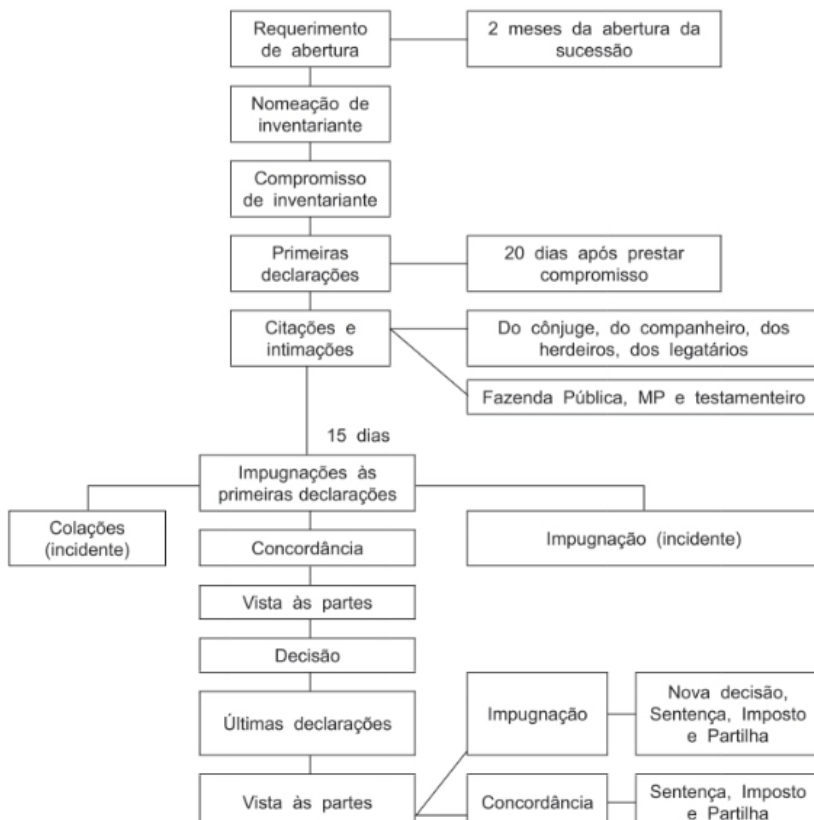 Requerimento
de abertura
2 meses da abertura da
sucessão
Nomeação de
inventariante
Compromisso
de inventariante
Primeiras
declarações
20 dias após prestar
compromisso
Citações e
intimações
Do cônjuge, do companheiro, dos
herdeiros, dos legatários
Fazenda Pública, MP e testamenteiro
15 dias
Impugnações às
primeiras declarações
Colações
(incidente)
Concordância
Impugnação (incidente)
Vista às partes
Decisão
Últimas declarações
Impugnação
Nova decisão,
Sentença, Imposto
e Partilha
Vista às partes
Concordância
Sentença, Imposto
e Partilha